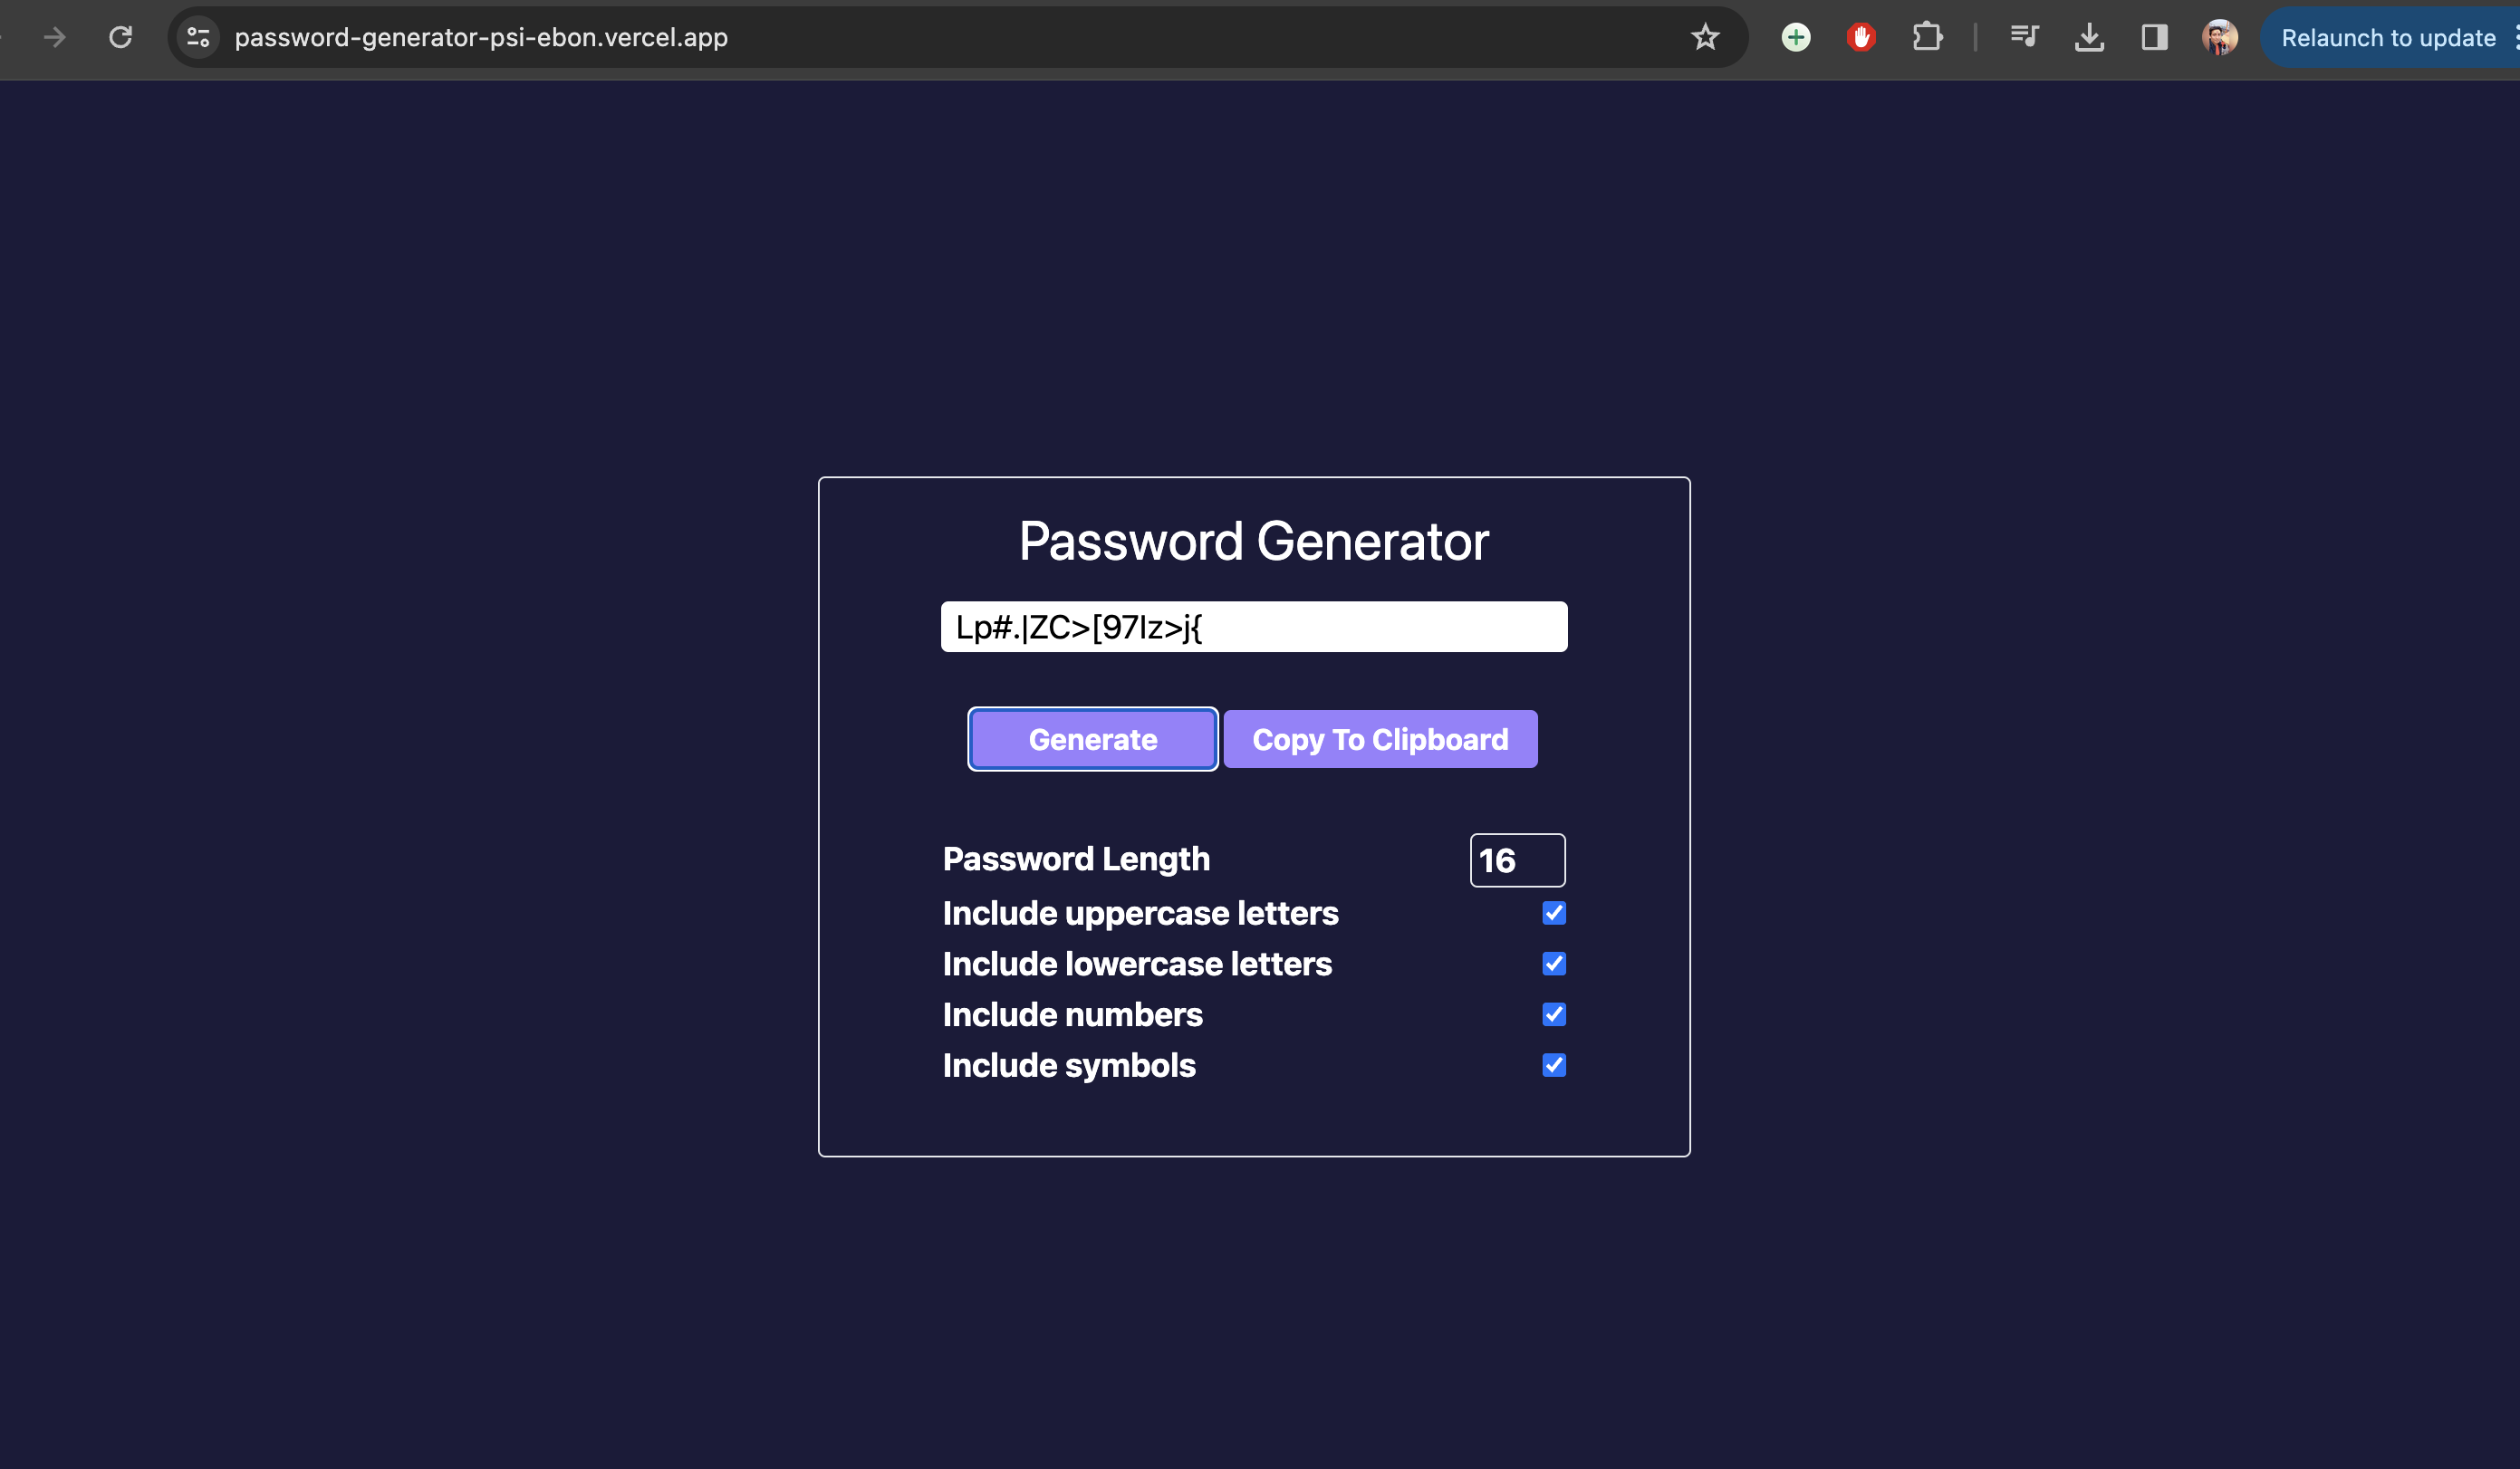 password-generator-psi-ebon.vercel.app
Relaunch to update
Password Generator
Lp#.|ZC>[97Iz>j{
Generate
Copy To Clipboard
Password Length
16
Include uppercase letters
Include lowercase letters
Include numbers
Include symbols